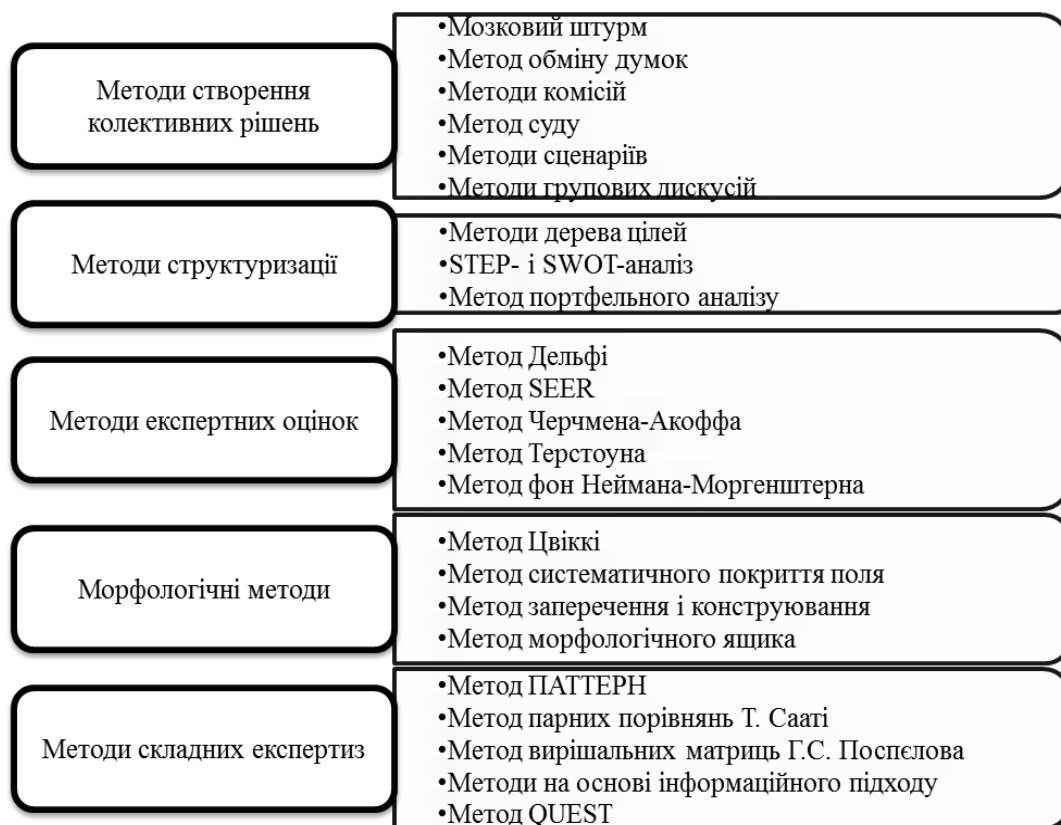 Методи створення
колективних рішень
•Мозковий штурм
•Метод обміну думок
•Методи комісій
•Метод суду
•Методи сценаріїв
•Методи групових дискусій
Методи структуризації
•Методи дерева цілей
•STEP- і SWOT-аналіз
•Метод портфельного аналізу
Методи експертних оцінок
•Метод Дельфі
•Метод SEER
•Метод Черчмена-Акоффа
•Метод Терстоуна
•Метод фон Неймана-Моргенштерна
Морфологічні методи
•Метод Цвіккі
•Метод систематичного покриття поля
•Метод заперечення і конструювання
•Метод морфологічного ящика
Методи складних експертиз
•Метод ПАТТЕРН
•Метод парних порівнянь Т. Сааті
•Метод вирішальних матриць Г.С. Поспєлова
•Методи на основі інформаційного підходу
•Метод QUEST